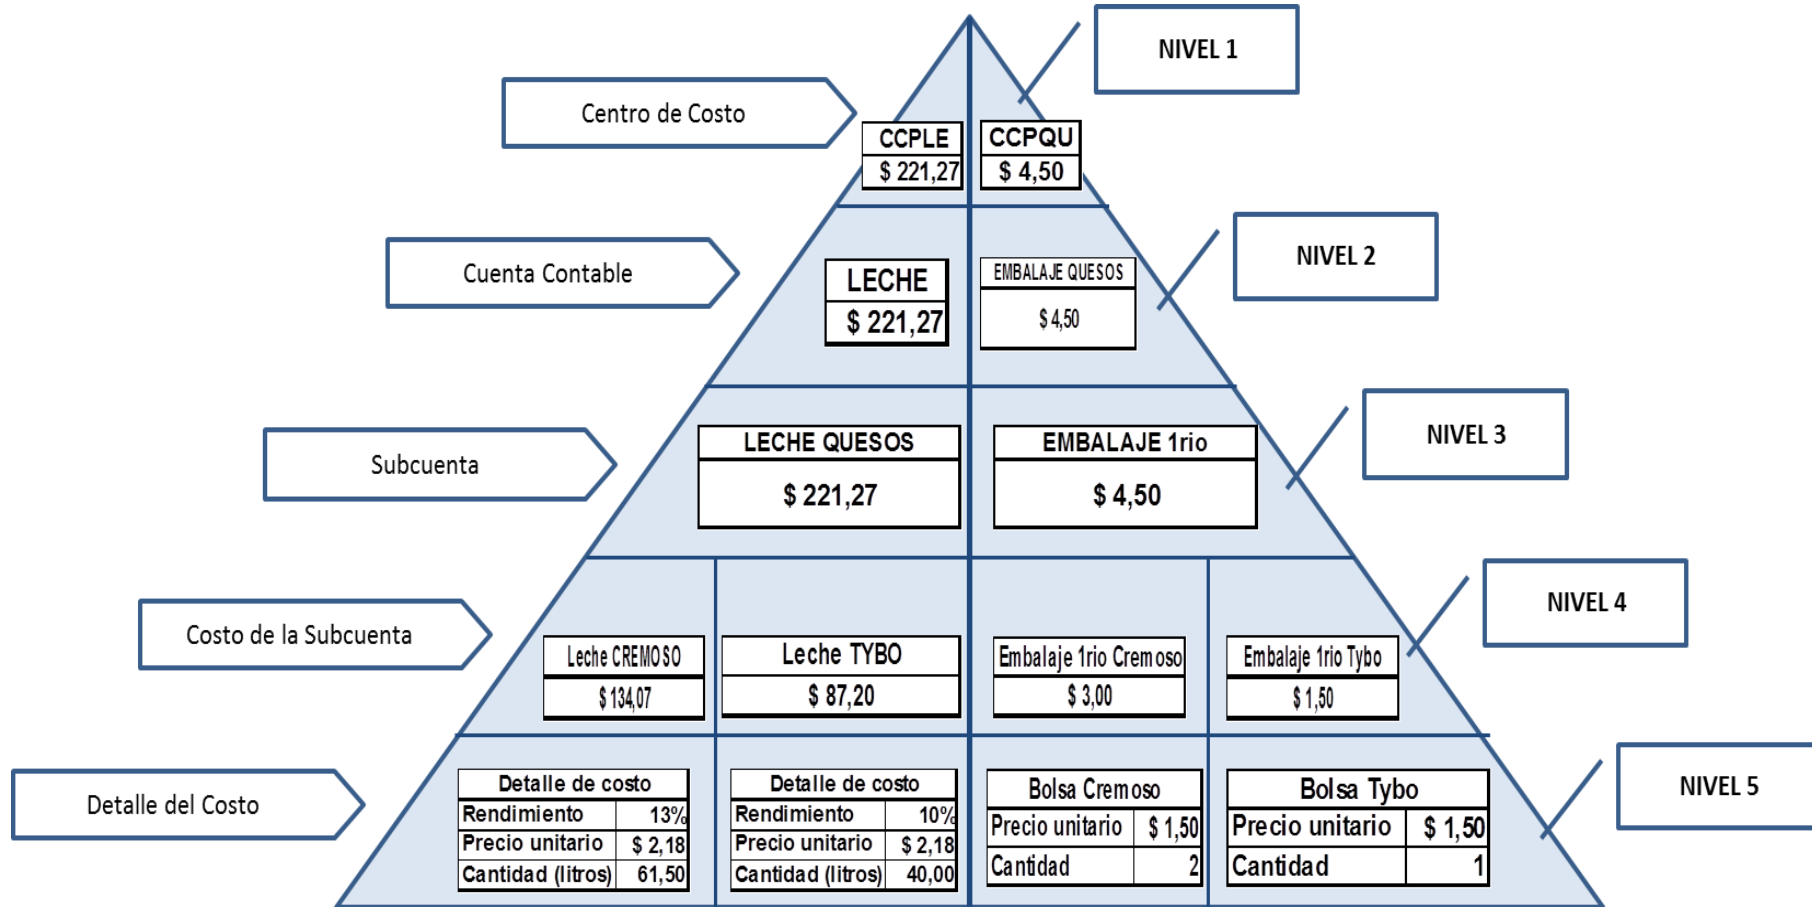 NIVEL 1
Centro de Costo
CCPLE CCPQU
$ 221,27 $ 4,50
NIVEL 2
Cuenta Contable
LECHE EMBALAJE QUESOS
$ 221,27 $ 4,50
NIVEL 3
Subcuenta
LECHE QUESOS EMBALAJE 1rio
$ 221,27 $ 4,50
NIVEL 4
Costo de la Subcuenta
Leche CREMOSO Leche TYBO Embalaje 1rio Cremoso Embalaje 1rio Tybo
$ 134,07 $ 87,20 $ 3,00 $ 1,50
NIVEL 5
Detalle del Costo
Detalle de costo
Rendimiento 13%
Precio unitario $ 2,18
Cantidad (litros) 61,50
Detalle de costo
Rendimiento 10%
Precio unitario $ 2,18
Cantidad (litros) 40,00
Bolsa Cremoso
Precio unitario $ 1,50
Cantidad 2
Bolsa Tybo
Precio unitario $ 1,50
Cantidad 1